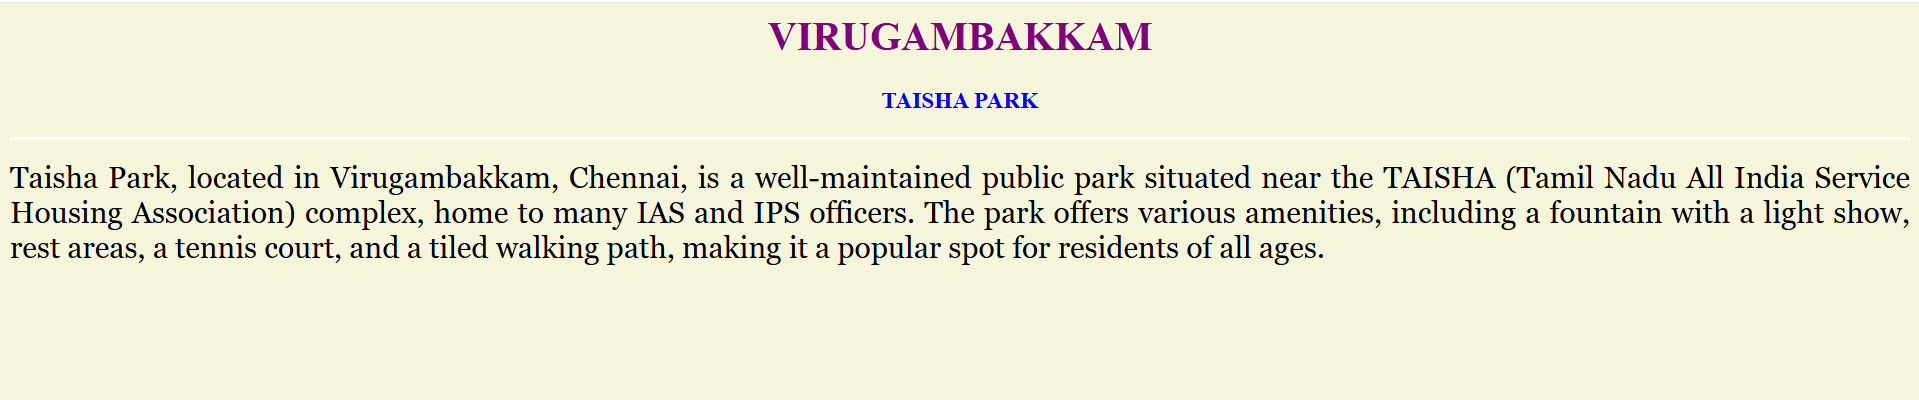 VIRUGAMBAKKAM
TAISHA PARK
Taisha Park, located in Virugambakkam, Chennai, is a well-maintained public park situated near the TAISHA (Tamil Nadu All India Service
Housing Association) complex, home to many IAS and IPS officers. The park offers various amenities, including a fountain with a light show,
rest areas, a tennis court, and a tiled walking path, making it a popular spot for residents of all ages.